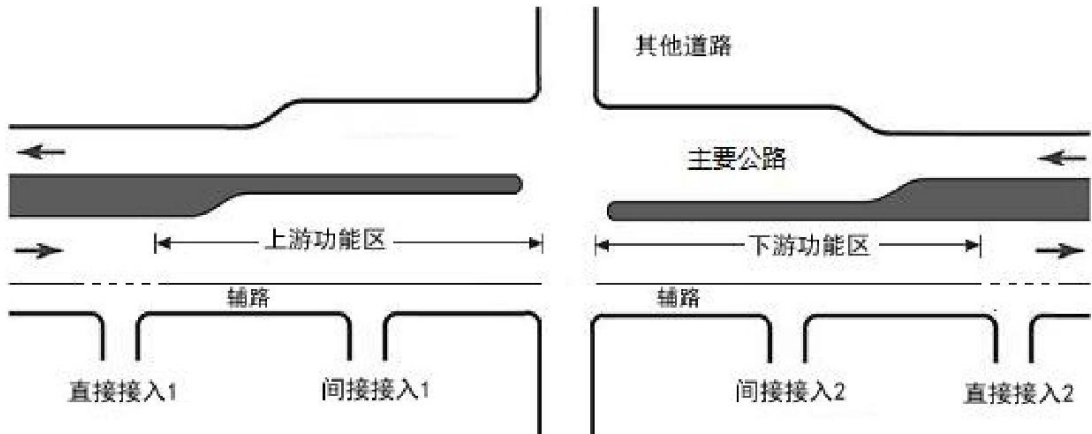 其他道路
主要公路
上游功能区
下游功能区
辅路
辅路
直接接入1
间接接入1
间接接入2
直接接入2